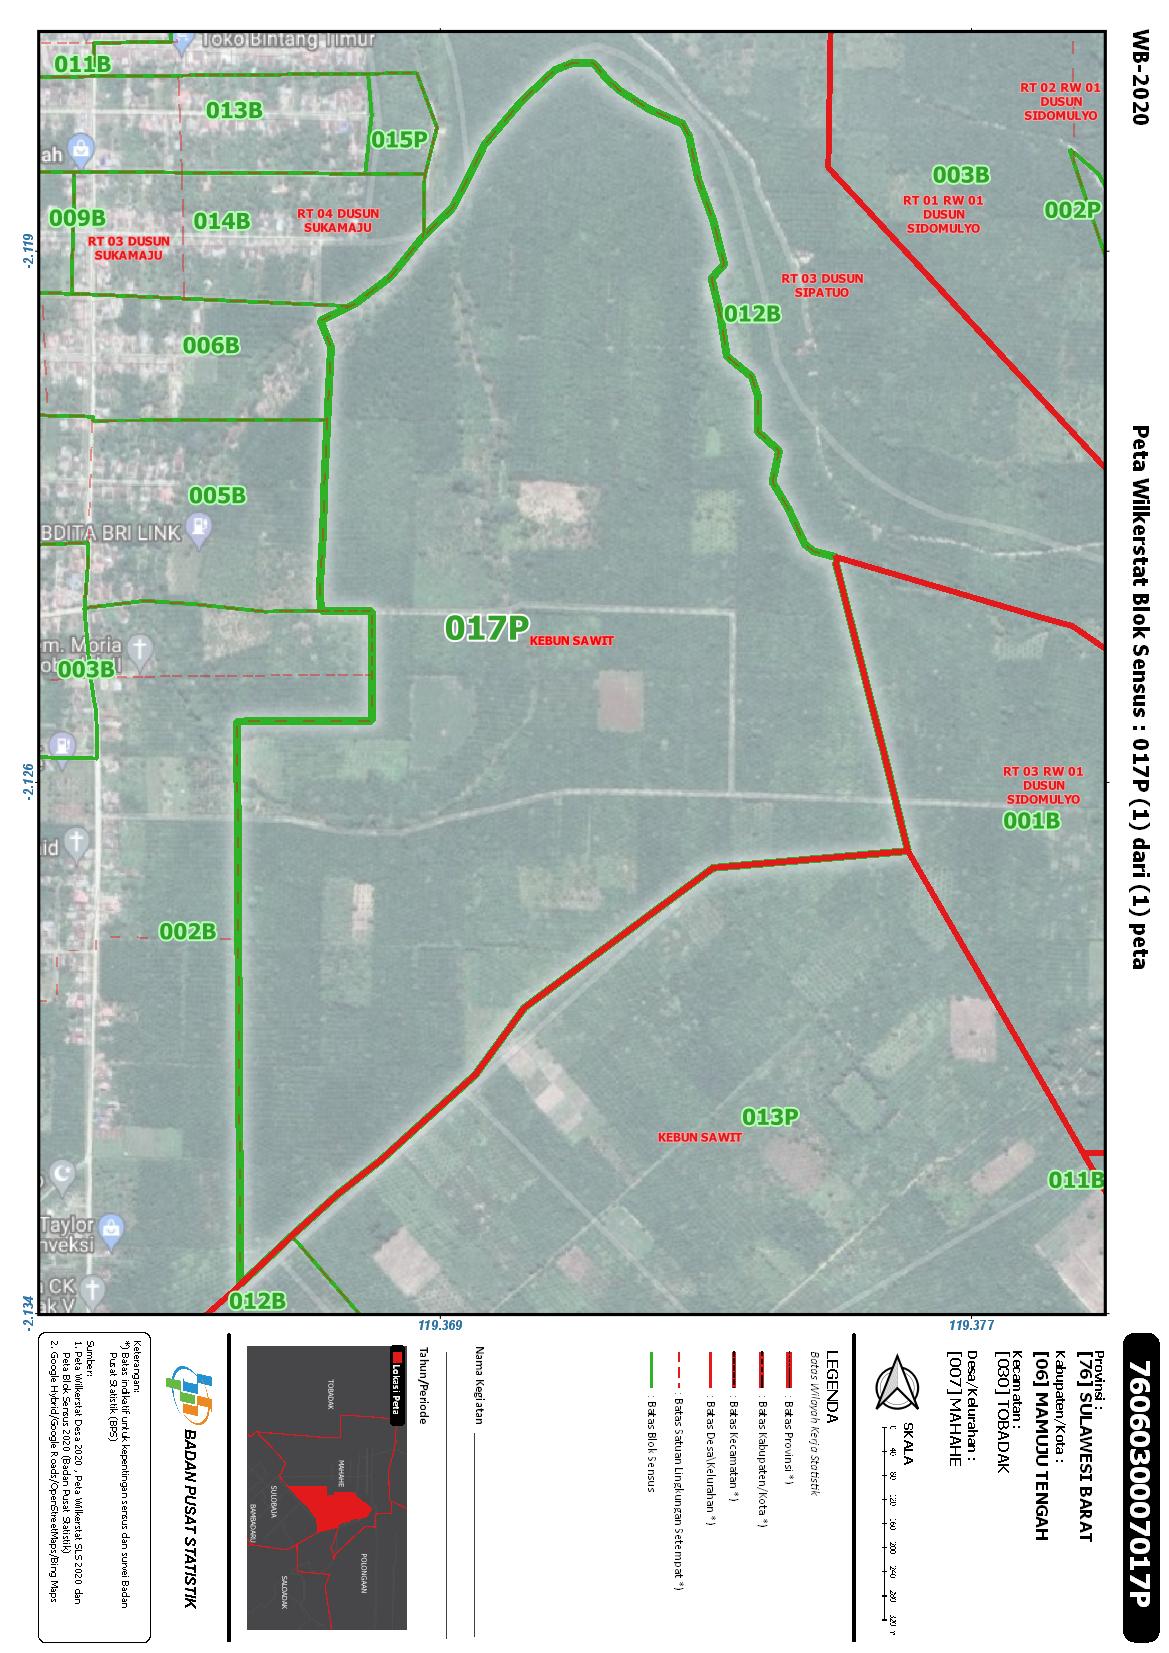 WB-2020
Peta Wilkerstat Blok Sensus : 017P (1) dari (1) peta
7606030007017P
Toko Bintang Timur
011B
013B
015P
ah
009B
014B
RT 04 DUSUN
SUKAMAJU
RT 03 DUSUN
SUKAMAJU
006B
005B
BDITA BRI LINK
003B
m. Moria
002B
id
Taylor
nveksi
CK
ak V
012B
017P
KEBUN SAWIT
012B
RT 03 DUSUN
SIPATUO
RT 02 RW 01
DUSUN
SIDOMULYO
003B
RT 01 RW 01
DUSUN
SIDOMULYO
002P
RT 03 RW 01
DUSUN
SIDOMULYO
001B
013P
KEBUN SAWIT
011B
-2.119
-2.126
-2.134
119.369
119.377
Provinsi :
[76] SULAWESI BARAT
Kabupaten/Kota :
[06] MAMUJU TENGAH
Kecamatan :
[030] TOBADAK
Desa/Kelurahan :
[007] MAHAHE
SKALA
0 40 80 120 160 200 240 280 320 m
LEGENDA
Batas Wilayah Kerja Statistik
: Batas Provinsi *)
: Batas Kabupaten/Kota *)
: Batas Kecamatan *)
: Batas Desa\Kelurahan *)
: Batas Satuan Lingkungan Setempat *)
: Batas Blok Sensus
Nama Kegiatan
Tahun/Periode
Lokasi Peta
TOBADAK
MAHAHE
POLONGAAN
SULOBAJA
SALOADAK
BAMBADARU
BADAN PUSAT STATISTIK
Keterangan:
*) Batas indikatif untuk kepentingan sensus dan survei Badan
Pusat Statistik (BPS)
Sumber:
1. Peta Wilkerstat Desa 2020 , Peta Wilkerstat SLS 2020 dan
Peta Blok Sensus 2020 (Badan Pusat Statistik)
2. Google Hybrid/Google Roads/OpenStreetMaps/Bing Maps